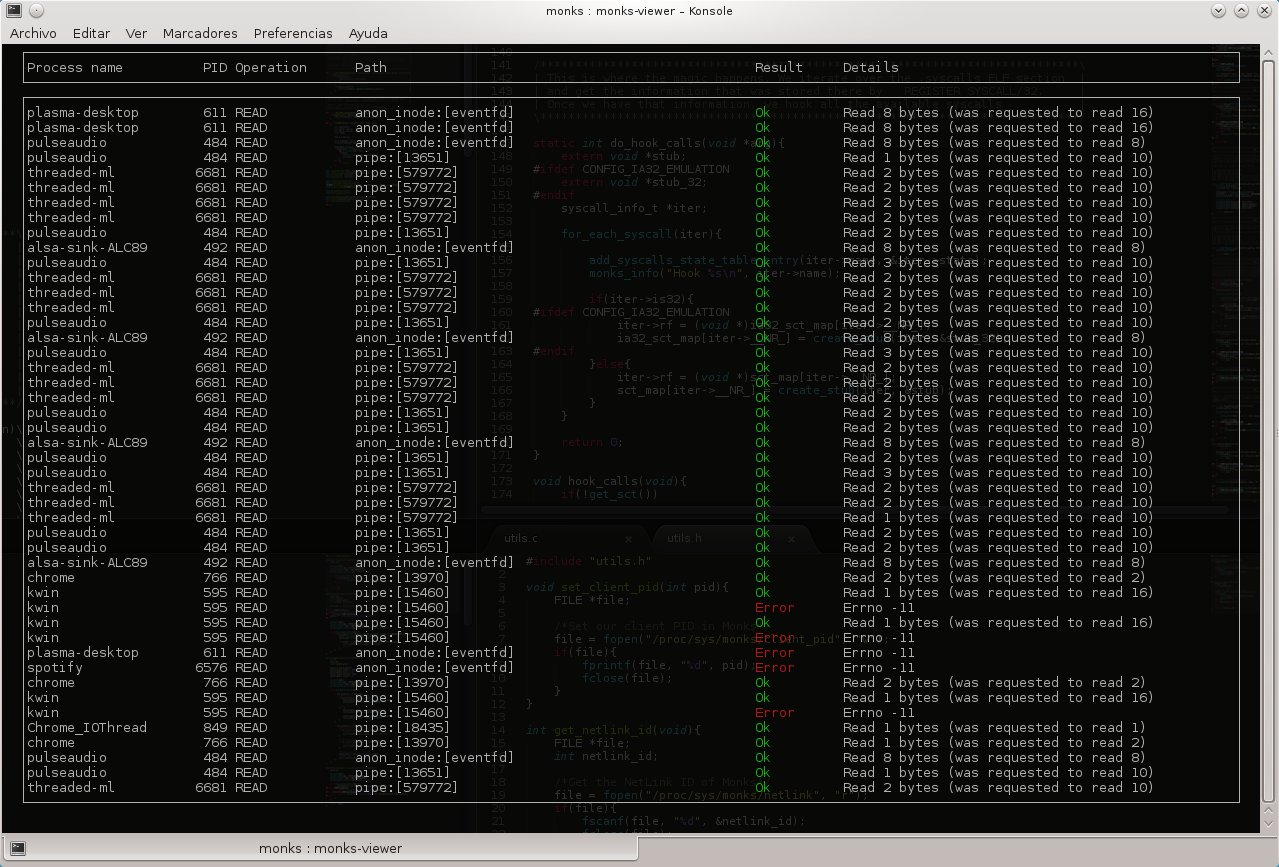 monks : monks-viewer – Konsole
Archivo Editar Ver Marcadores Preferencias Ayuda
Process name PID Operation Path Result Details
plasma-desktop 611 READ anon_inode:[eventfd] Ok Read 8 bytes (was requested to read 16)
plasma-desktop 611 READ anon_inode:[eventfd] Ok Read 8 bytes (was requested to read 16)
pulseaudio 484 READ anon_inode:[eventfd] Ok Read 8 bytes (was requested to read 8)
pulseaudio 484 READ pipe:[13651] Ok Read 1 bytes (was requested to read 10)
threaded-ml 6681 READ pipe:[579772] Ok Read 2 bytes (was requested to read 10)
threaded-ml 6681 READ pipe:[579772] Ok Read 2 bytes (was requested to read 10)
threaded-ml 6681 READ pipe:[579772] Ok Read 2 bytes (was requested to read 10)
threaded-ml 6681 READ pipe:[579772] Ok Read 2 bytes (was requested to read 10)
pulseaudio 484 READ pipe:[13651] Ok Read 2 bytes (was requested to read 10)
alsa-sink-ALC89 492 READ anon_inode:[eventfd] Ok Read 8 bytes (was requested to read 8)
pulseaudio 484 READ pipe:[13651] Ok Read 3 bytes (was requested to read 10)
threaded-ml 6681 READ pipe:[579772] Ok Read 2 bytes (was requested to read 10)
threaded-ml 6681 READ pipe:[579772] Ok Read 2 bytes (was requested to read 10)
threaded-ml 6681 READ pipe:[579772] Ok Read 2 bytes (was requested to read 10)
pulseaudio 484 READ pipe:[13651] Ok Read 2 bytes (was requested to read 10)
alsa-sink-ALC89 492 READ anon_inode:[eventfd] Ok Read 8 bytes (was requested to read 8)
pulseaudio 484 READ pipe:[13651] Ok Read 3 bytes (was requested to read 10)
threaded-ml 6681 READ pipe:[579772] Ok Read 2 bytes (was requested to read 10)
threaded-ml 6681 READ pipe:[579772] Ok Read 2 bytes (was requested to read 10)
threaded-ml 6681 READ pipe:[579772] Ok Read 2 bytes (was requested to read 10)
pulseaudio 484 READ pipe:[13651] Ok Read 2 bytes (was requested to read 10)
pulseaudio 484 READ pipe:[13651] Ok Read 2 bytes (was requested to read 10)
alsa-sink-ALC89 492 READ anon_inode:[eventfd] Ok Read 8 bytes (was requested to read 8)
pulseaudio 484 READ pipe:[13651] Ok Read 2 bytes (was requested to read 10)
pulseaudio 484 READ pipe:[13651] Ok Read 3 bytes (was requested to read 10)
threaded-ml 6681 READ pipe:[579772] Ok Read 2 bytes (was requested to read 10)
threaded-ml 6681 READ pipe:[579772] Ok Read 2 bytes (was requested to read 10)
threaded-ml 6681 READ pipe:[579772] Ok Read 1 bytes (was requested to read 10)
pulseaudio 484 READ pipe:[13651] Ok Read 2 bytes (was requested to read 10)
pulseaudio 484 READ pipe:[13651] Ok Read 2 bytes (was requested to read 10)
alsa-sink-ALC89 492 READ anon_inode:[eventfd] Ok Read 8 bytes (was requested to read 8)
chrome 766 READ pipe:[13970] Ok Read 2 bytes (was requested to read 2)
kwin 595 READ pipe:[15460] Ok Read 1 bytes (was requested to read 16)
kwin 595 READ pipe:[15460] Error Errno -11
kwin 595 READ pipe:[15460] Ok Read 1 bytes (was requested to read 16)
kwin 595 READ pipe:[15460] Error Errno -11
plasma-desktop 611 READ anon_inode:[eventfd] Error Errno -11
spotify 6576 READ anon_inode:[eventfd] Error Errno -11
chrome 766 READ pipe:[13970] Ok Read 2 bytes (was requested to read 2)
kwin 595 READ pipe:[15460] Ok Read 1 bytes (was requested to read 16)
kwin 595 READ pipe:[15460] Error Errno -11
Chrome_IOThread 849 READ pipe:[18435] Ok Read 1 bytes (was requested to read 1)
chrome 766 READ pipe:[13970] Ok Read 1 bytes (was requested to read 2)
pulseaudio 484 READ anon_inode:[eventfd] Ok Read 8 bytes (was requested to read 8)
pulseaudio 484 READ pipe:[13651] Ok Read 1 bytes (was requested to read 10)
threaded-ml 6681 READ pipe:[579772] Ok Read 2 bytes (was requested to read 10)
monks : monks-viewer